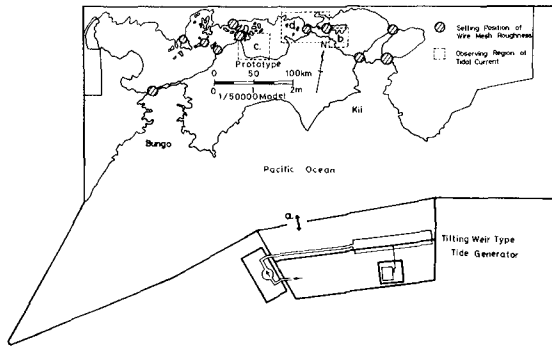 Setting Position of
Wire Mesh Roughness
Observing Region of
Tidal Current
d.
b
c.
N
Prototype
0 50 100km
0 1 2m
1/50000 Model
Kii
Bungo
Pacific Ocean
a
Tilting Weir Type
Tide Generator